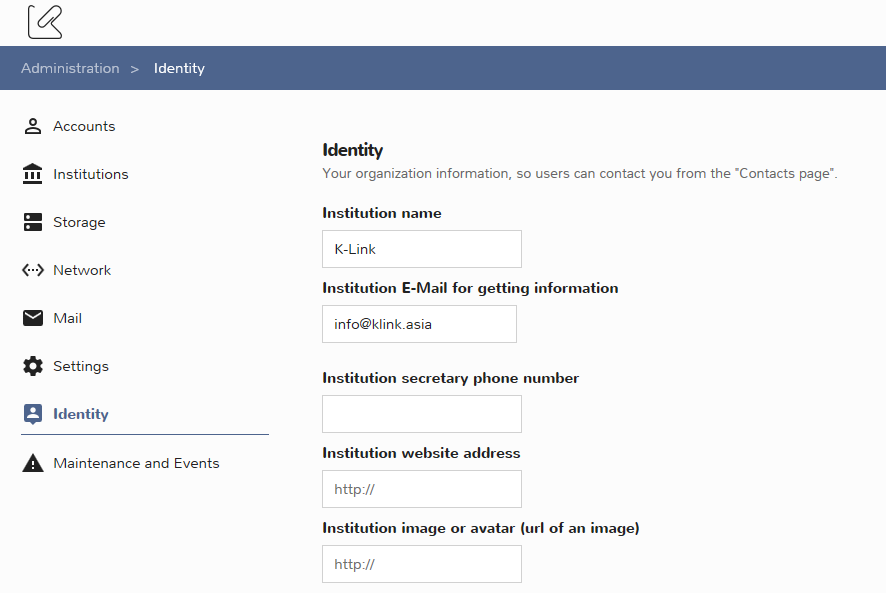 Administration > Identity
Accounts
Institutions
Storage
Network
Mail
Settings
Identity
Maintenance and Events
Identity
Your organization information, so users can contact you from the "Contacts page".
Institution name
K-Link
Institution E-Mail for getting information
info@klink.asia
Institution secretary phone number
Institution website address
http://
Institution image or avatar (url of an image)
http://